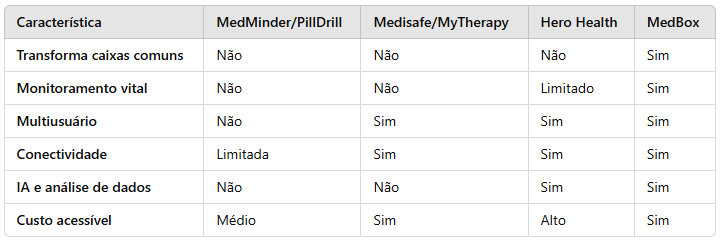 Característica MedMinder/PillDrill Medisafe/MyTherapy Hero Health MedBox
Transforma caixas comuns Não Não Não Sim
Monitoramento vital Não Não Limitado Sim
Multiusuário Não Sim Sim Sim
Conectividade Limitada Sim Sim Sim
IA e análise de dados Não Não Sim Sim
Custo acessível Médio Sim Alto Sim